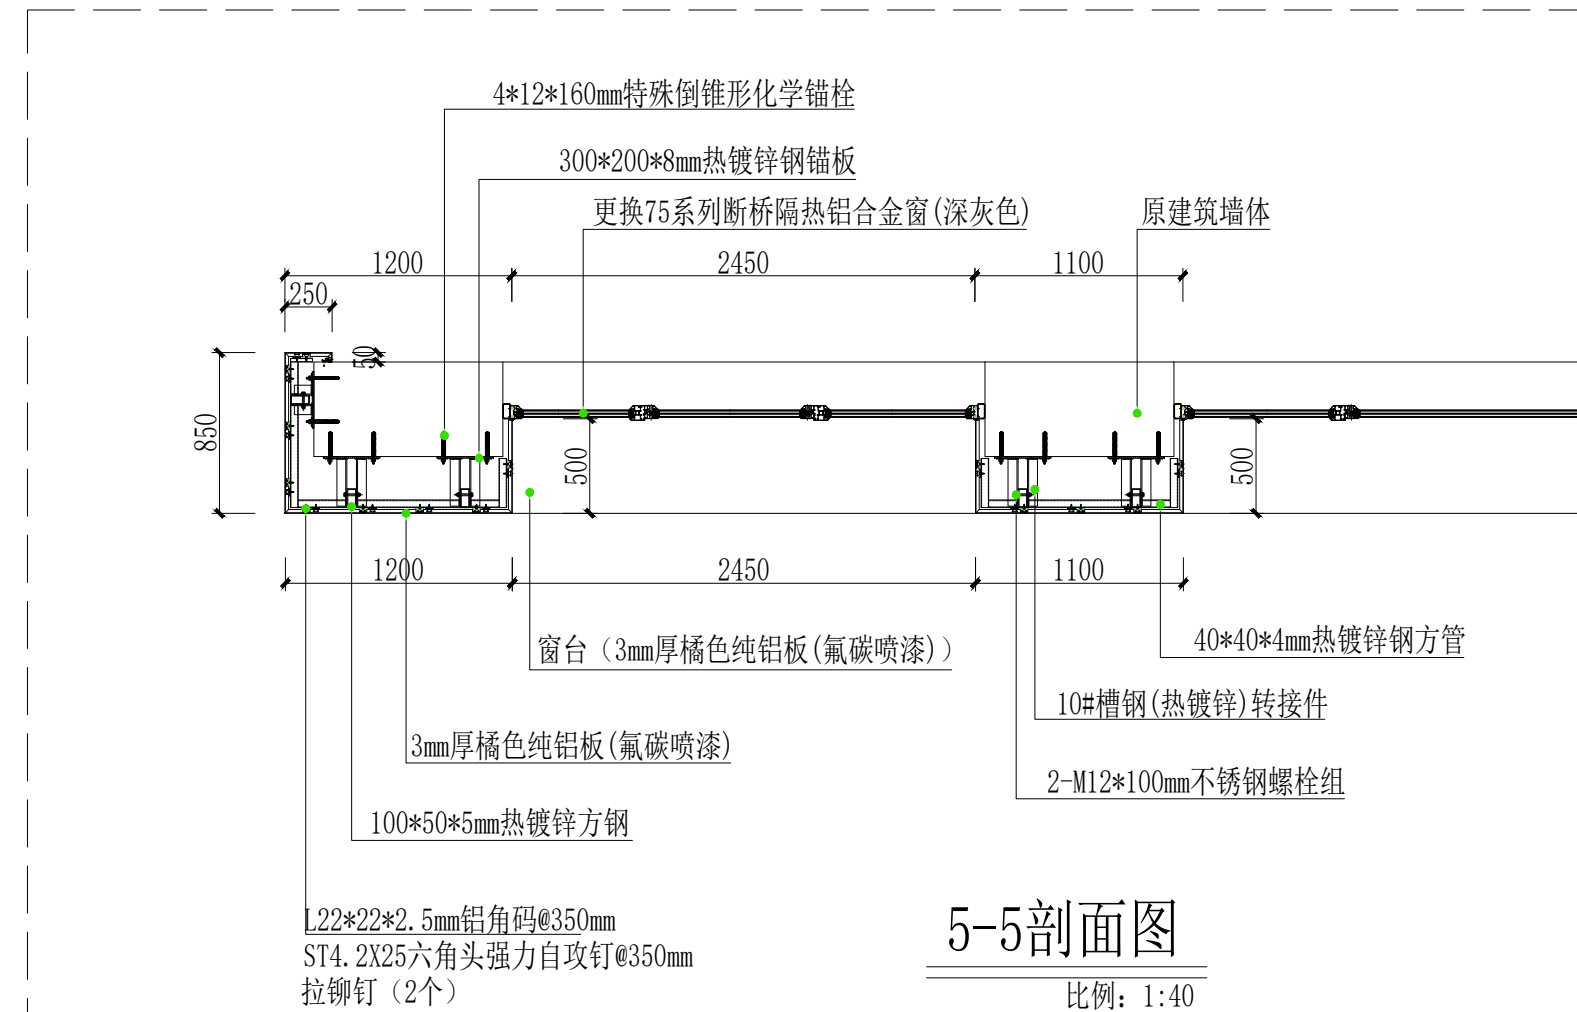 4*12*160mm特殊倒锥形化学锚栓
300*200*8mm热镀锌钢锚板
更换75系列断桥隔热铝合金窗(深灰色)
原建筑墙体
1200
2450
1100
250
50
850
500
500
1200
2450
1100
窗台（3mm厚橘色纯铝板(氟碳喷漆)）
40*40*4mm热镀锌钢方管
10#槽钢(热镀锌)转接件
3mm厚橘色纯铝板(氟碳喷漆)
2-M12*100mm不锈钢螺栓组
100*50*5mm热镀锌方钢
L22*22*2.5mm铝角码@350mm
ST4.2X25六角头强力自攻钉@350mm
拉铆钉（2个）
5-5剖面图
比例：1:40